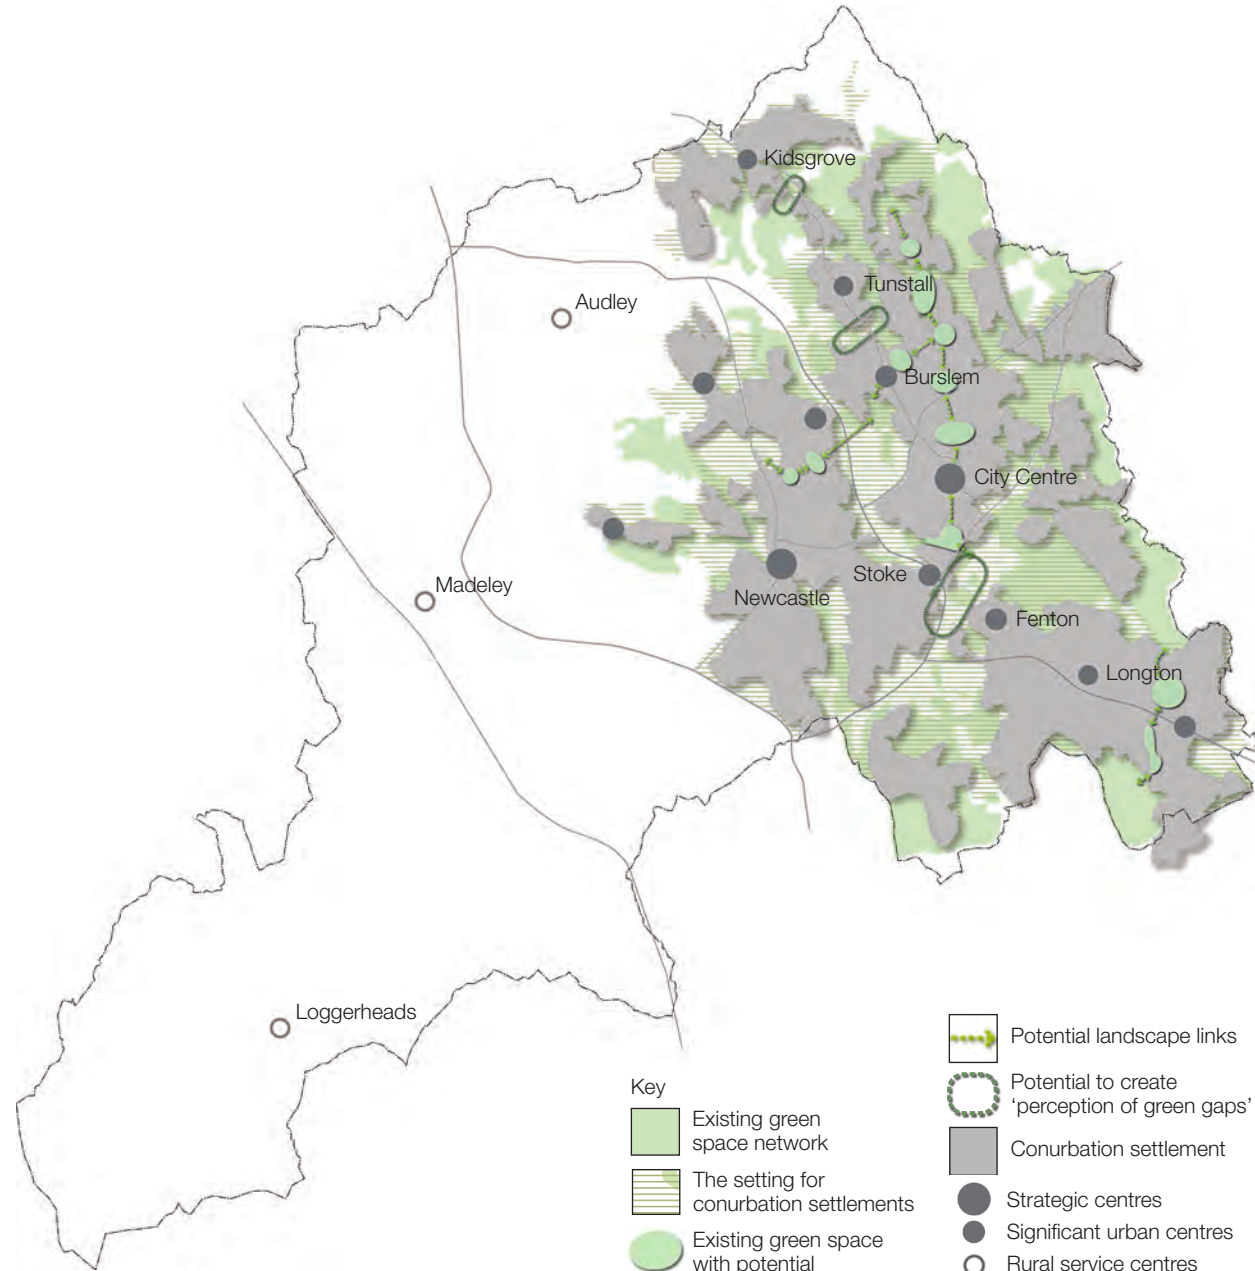 Kidsgrove
Tunstall
Audley
Burslem
City Centre
Stoke
Madeley
Newcastle
Fenton
Longton
Loggerheads
Key
Existing green
space network
The setting for
conurbation settlements
Existing green space
with potential
Potential landscape links
Potential to create
‘perception of green gaps’
Conurbation settlement
Strategic centres
Significant urban centres
Rural service centres